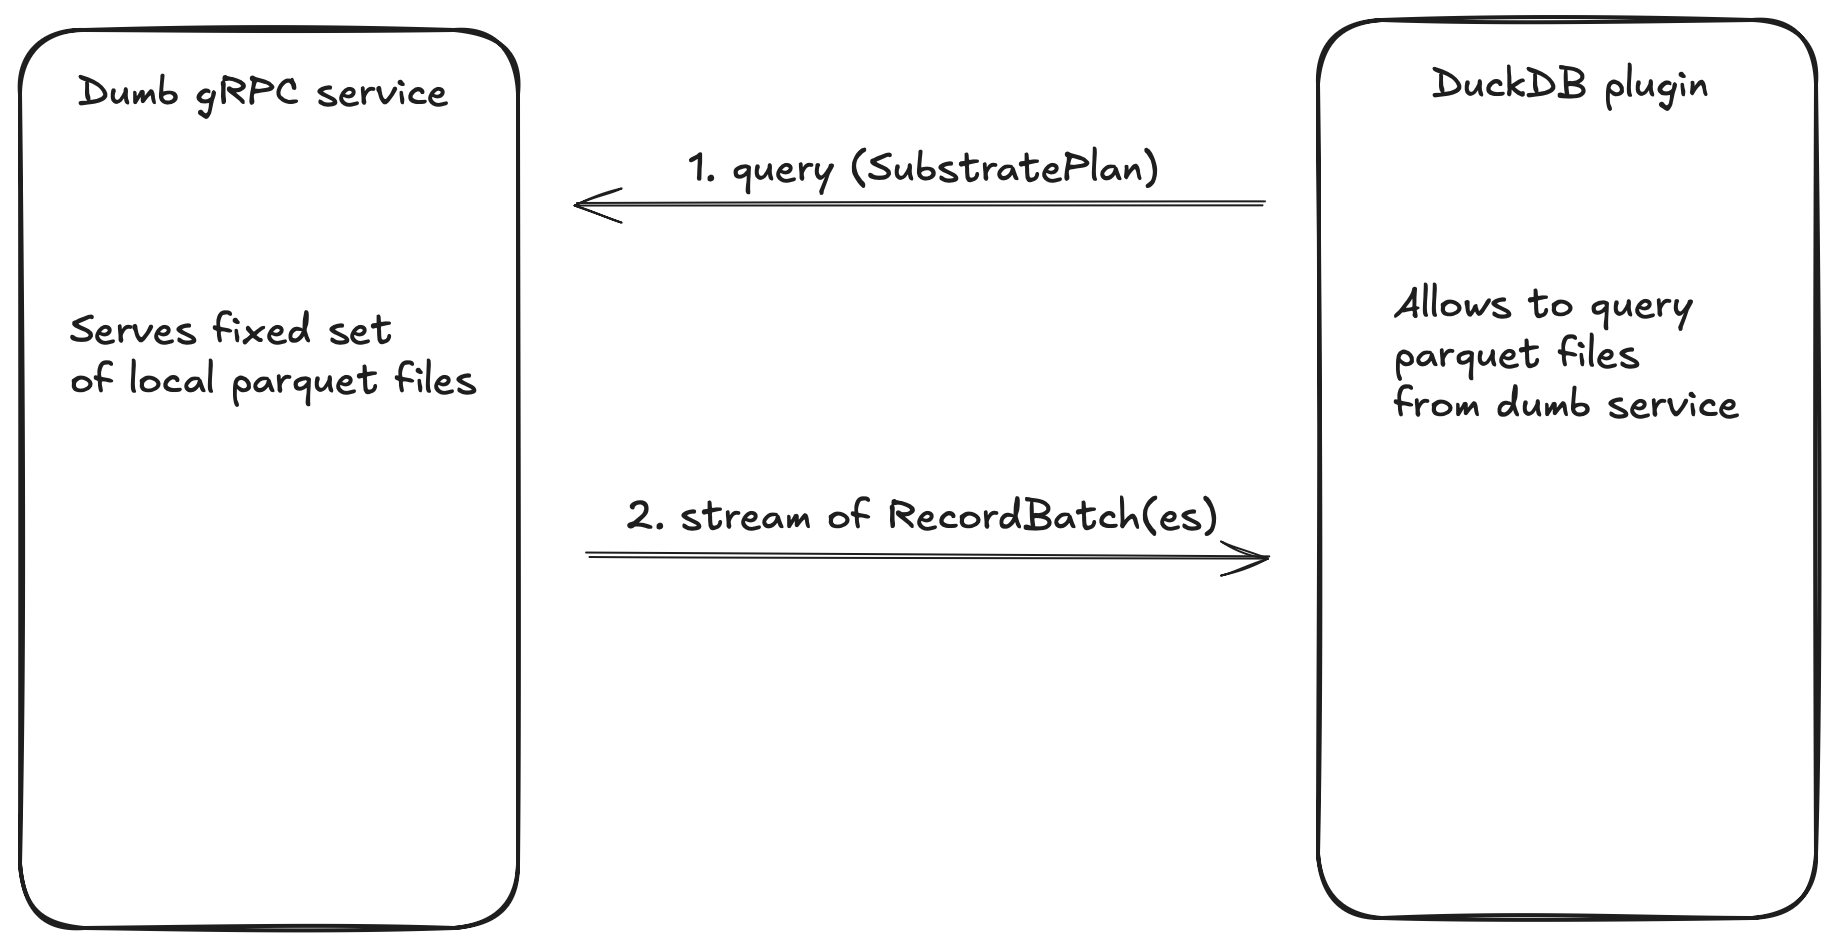 Dumb gRPC service
DuckDB plugin
1. query (SubstratePlan)
Serves fixed set
of local parquet files
Allows to query
parquet files
from dumb service
2. stream of RecordBatch(es)